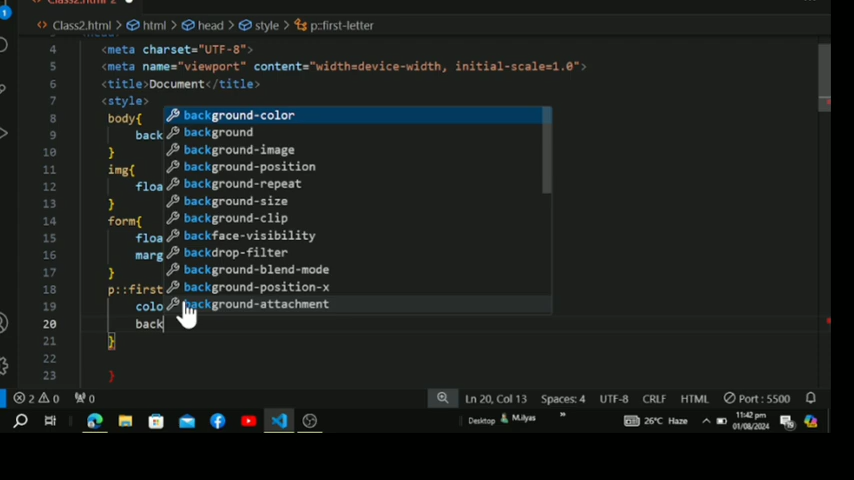 Class2.html > html > head > style > p::first-letter
4 <meta charset="UTF-8">
5 <meta name="viewport" content="width=device-width, initial-scale=1.0">
6 <title>Document</title>
7 <style>
8 body{
9 back
10 }
11 img{
12 floa
13 }
14 form{
15 floa
16 marg
17 }
18 p::first
19 colo
20 back
21 }
22
23 }
background-color
background
background-image
background-position
background-repeat
background-size
background-clip
backface-visibility
backdrop-filter
background-blend-mode
background-position-x
background-attachment
2 0 0 Ln 20, Col 13 Spaces: 4 UTF-8 CRLF HTML Port : 5500
Desktop M.ilyas » 26°C Haze 11:42 pm
01/08/2024